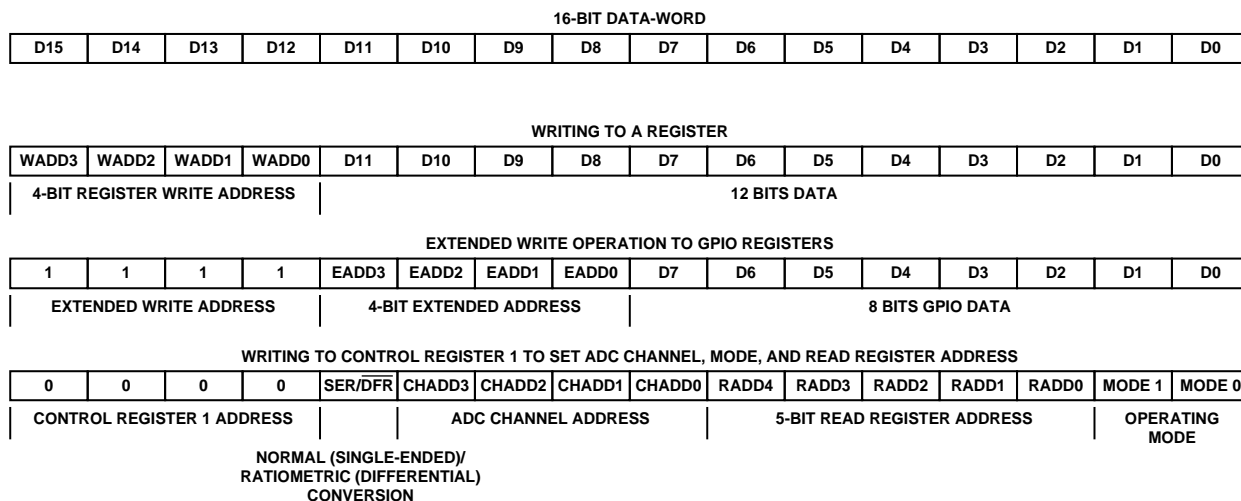 16-BIT DATA-WORD
D15 D14 D13 D12 D11 D10 D9 D8 D7 D6 D5 D4 D3 D2 D1 D0
WRITING TO A REGISTER
WADD3 WADD2 WADD1 WADD0 D11 D10 D9 D8 D7 D6 D5 D4 D3 D2 D1 D0
4-BIT REGISTER WRITE ADDRESS 12 BITS DATA
EXTENDED WRITE OPERATION TO GPIO REGISTERS
1 1 1 1 EADD3 EADD2 EADD1 EADD0 D7 D6 D5 D4 D3 D2 D1 D0
EXTENDED WRITE ADDRESS 4-BIT EXTENDED ADDRESS 8 BITS GPIO DATA
WRITING TO CONTROL REGISTER 1 TO SET ADC CHANNEL, MODE, AND READ REGISTER ADDRESS
0 0 0 0 SER/DFR CHADD3 CHADD2 CHADD1 CHADD0 RADD4 RADD3 RADD2 RADD1 RADD0 MODE 1 MODE 0
CONTROL REGISTER 1 ADDRESS ADC CHANNEL ADDRESS 5-BIT READ REGISTER ADDRESS OPERATING
MODE
NORMAL (SINGLE-ENDED)/
RATIOMETRIC (DIFFERENTIAL)
CONVERSION